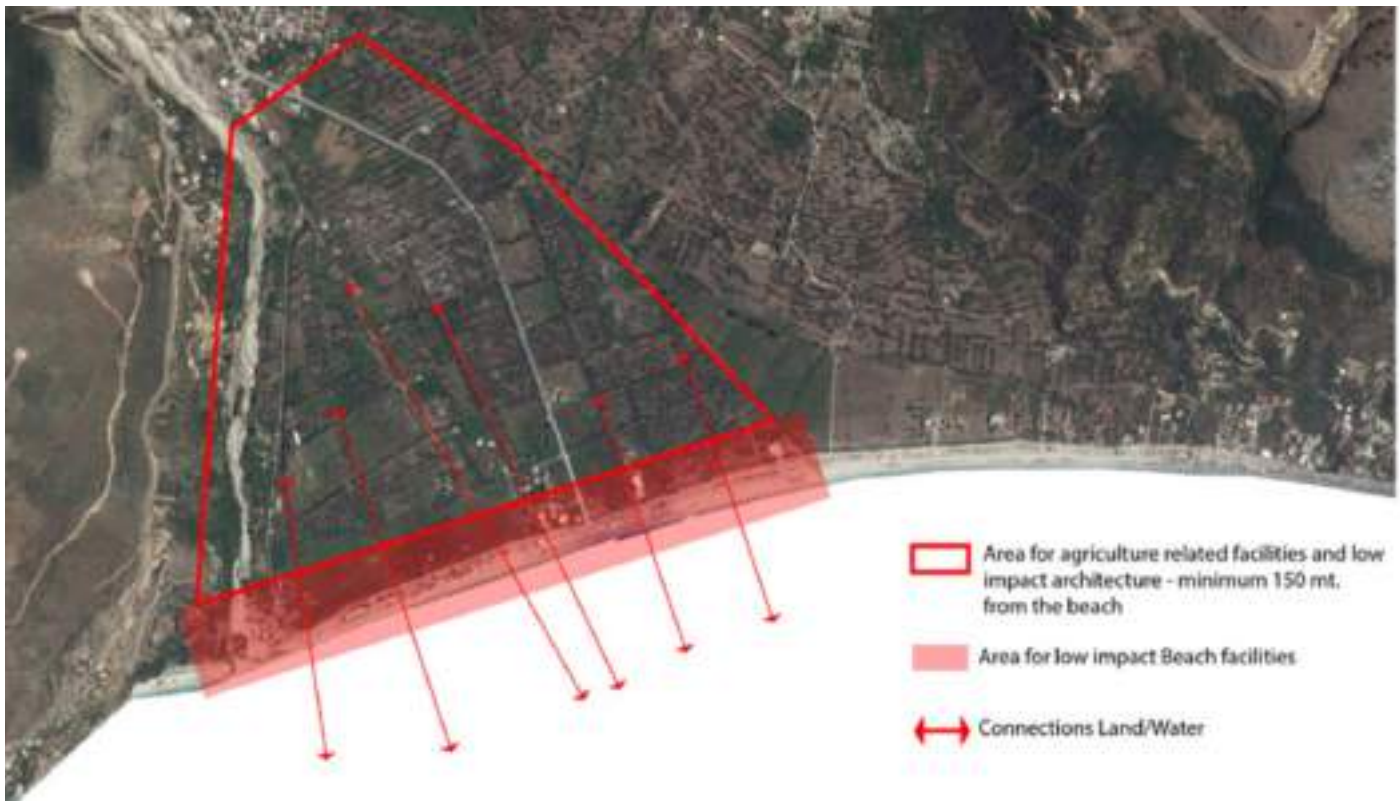 Area for agriculture related facilities and low
impact architecture - minimum 150 mt.
from the beach
Area for low impact Beach facilities
Connections Land/Water